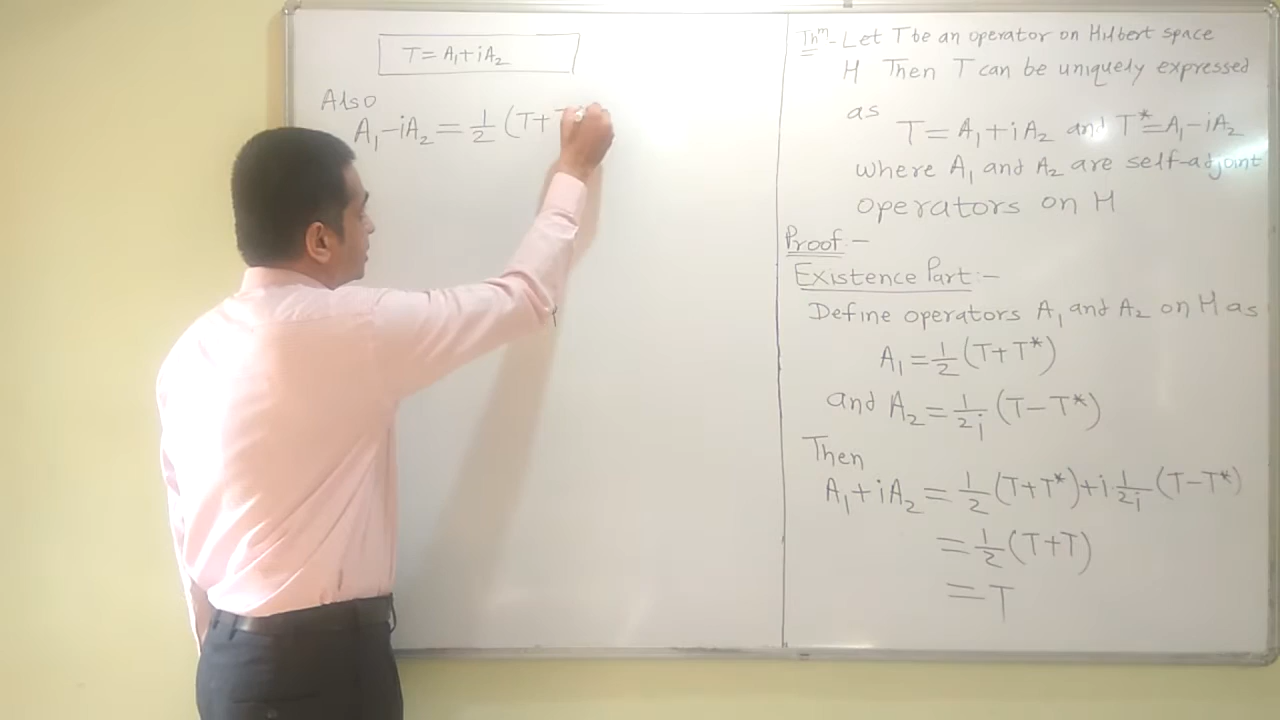 T = A₁ + iA₂
Also
A₁ - iA₂ = 1/2 (T + T
Thᵐ - Let T be an operator on Hilbert space
H Then T can be uniquely expressed
as
T = A₁ + iA₂ and T* = A₁ - iA₂
where A₁ and A₂ are self-adjoint
operators on H
Proof :-
Existence Part :-
Define operators A₁ and A₂ on H as
A₁ = 1/2 (T + T*)
and A₂ = 1/2i (T - T*)
Then
A₁ + iA₂ = 1/2 (T + T*) + i · 1/2i (T - T*)
= 1/2 (T + T)
= T